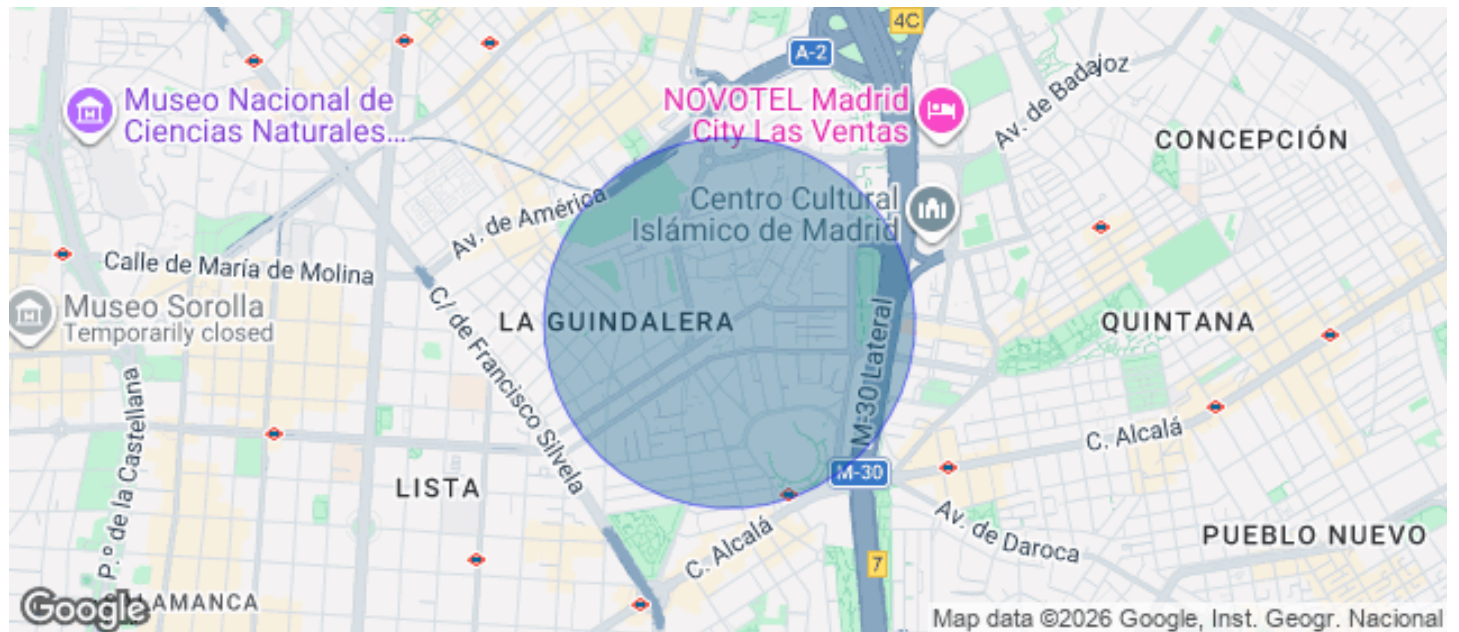 4C
A-2
Museo Nacional de
Ciencias Naturales...
NOVOTEL Madrid
City Las Ventas
Av. de Badajoz
CONCEPCIÓN
Av. de América
Centro Cultural
Islámico de Madrid
Calle de María de Molina
Museo Sorolla
Temporarily closed
C/ de Francisco Silvela
LA GUINDALERA
M-30 Lateral
QUINTANA
P.º de la Castellana
C. Alcalá
M-30
LISTA
Av. de Daroca
C. Alcalá
PUEBLO NUEVO
7
Google
ALAMANCA
Map data ©2026 Google, Inst. Geogr. Nacional